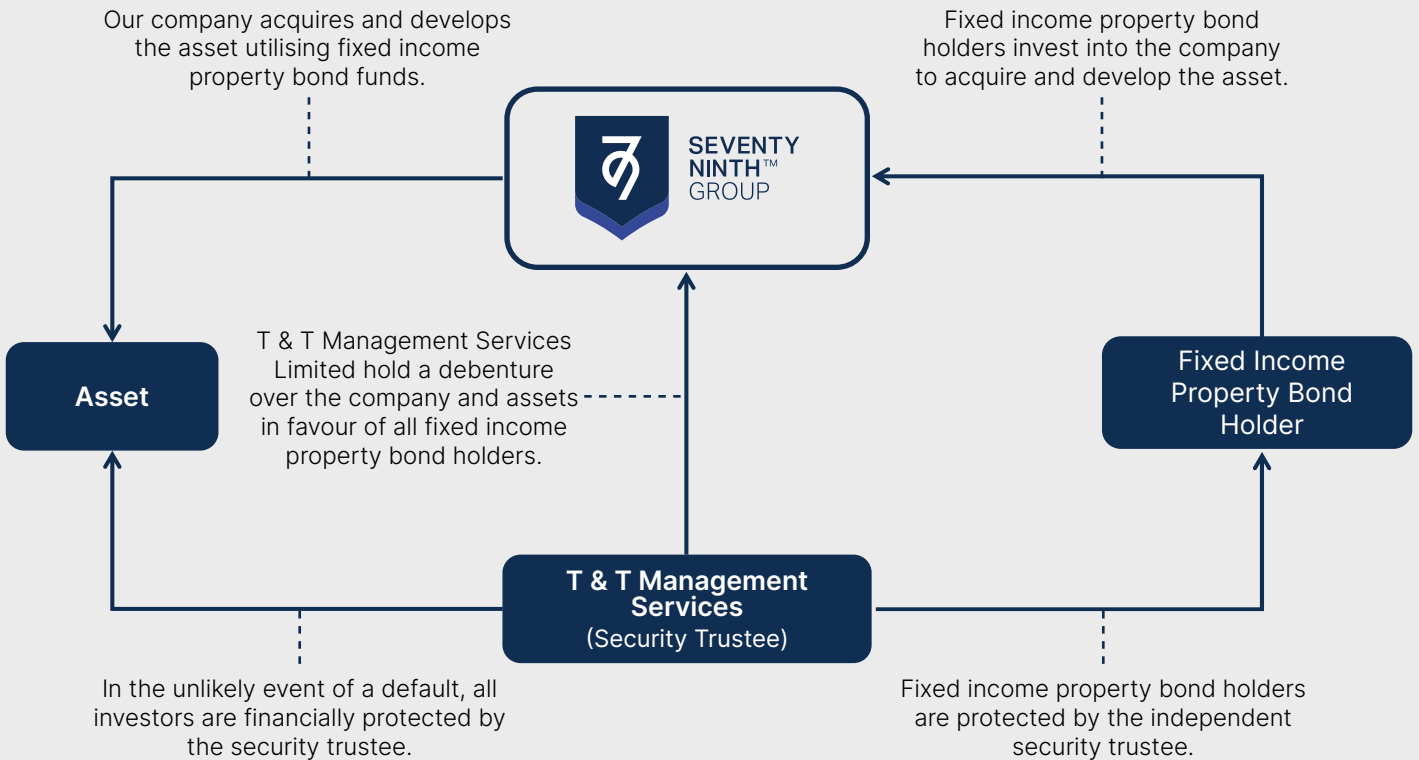 Our company acquires and develops
the asset utilising fixed income
property bond funds.
Fixed income property bond
holders invest into the company
to acquire and develop the asset.
SEVENTY
NINTH™
GROUP
Asset
T & T Management Services
Limited hold a debenture
over the company and assets
in favour of all fixed income
property bond holders.
Fixed Income
Property Bond
Holder
T & T Management
Services
(Security Trustee)
In the unlikely event of a default, all
investors are financially protected by
the security trustee.
Fixed income property bond holders
are protected by the independent
security trustee.